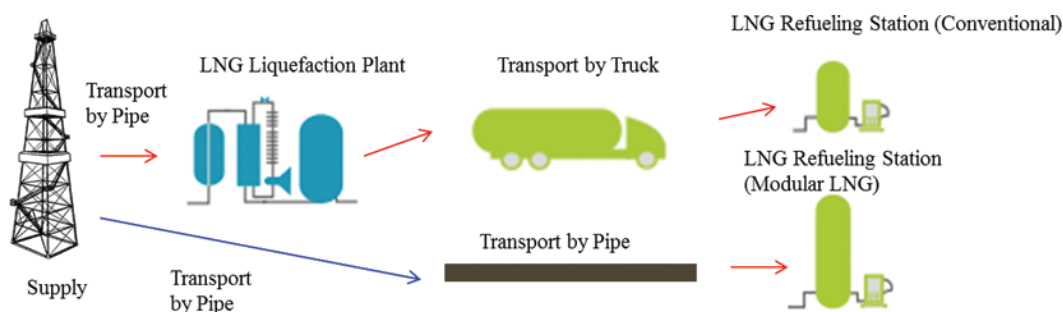 LNG Refueling Station (Conventional)
LNG Liquefaction Plant
Transport by Truck
Transport
by Pipe
LNG Refueling Station
(Modular LNG)
Transport by Pipe
Supply
Transport
by Pipe